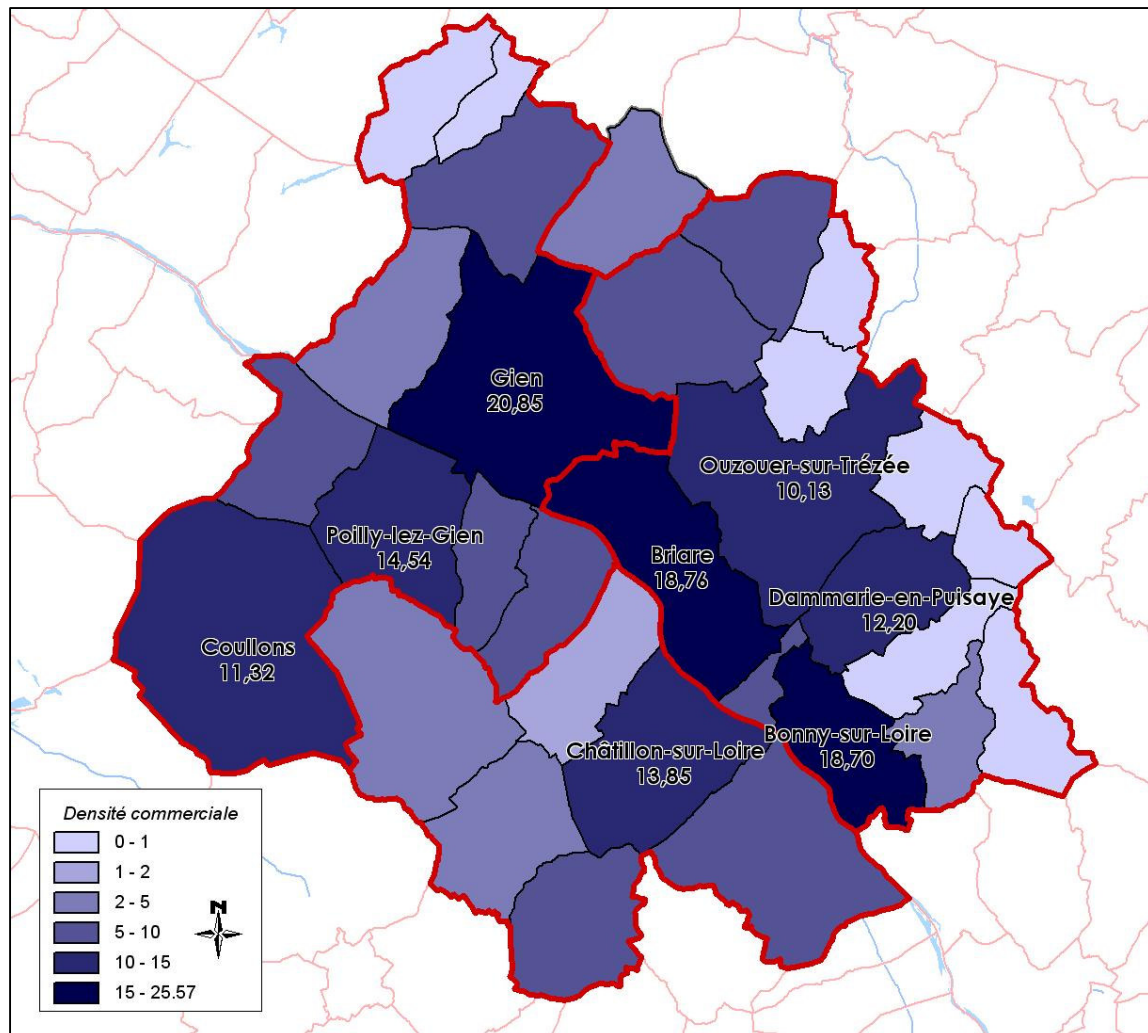 Gien
20,85
Ouzouer-sur-Trézée
10,13
Poilly-lez-Gien
14,54
Briare
18,76
Dammarie-en-Puisaye
12,20
Coullons
11,32
Châtillon-sur-Loire
13,85
Bonny-sur-Loire
18,70
Densité commerciale
0 - 1
1 - 2
2 - 5
5 - 10
10 - 15
15 - 25.57
N